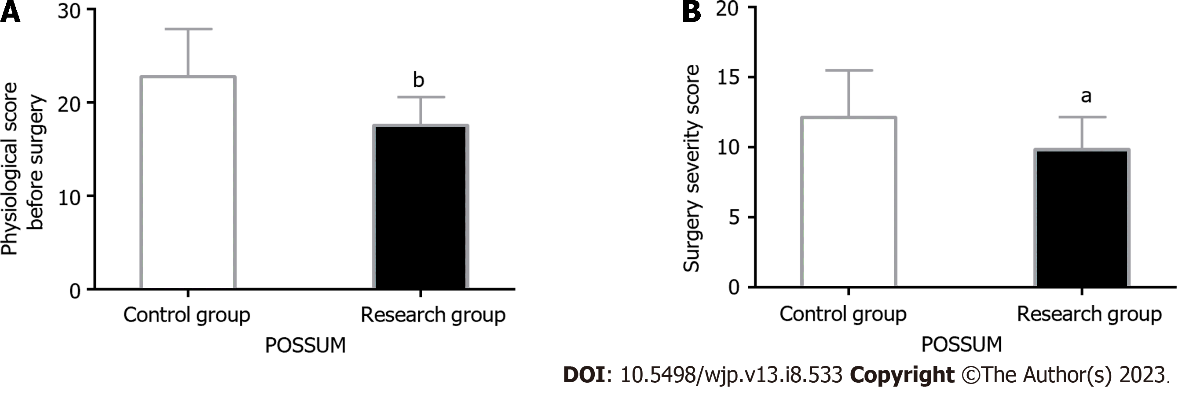 A
30
20
10
0
Physiological score
before surgery
b
Control group
Research group
POSSUM
B
20
15
10
5
0
Surgery severity score
a
Control group
Research group
POSSUM
DOI: 10.5498/wjp.v13.i8.533 Copyright ©The Author(s) 2023.